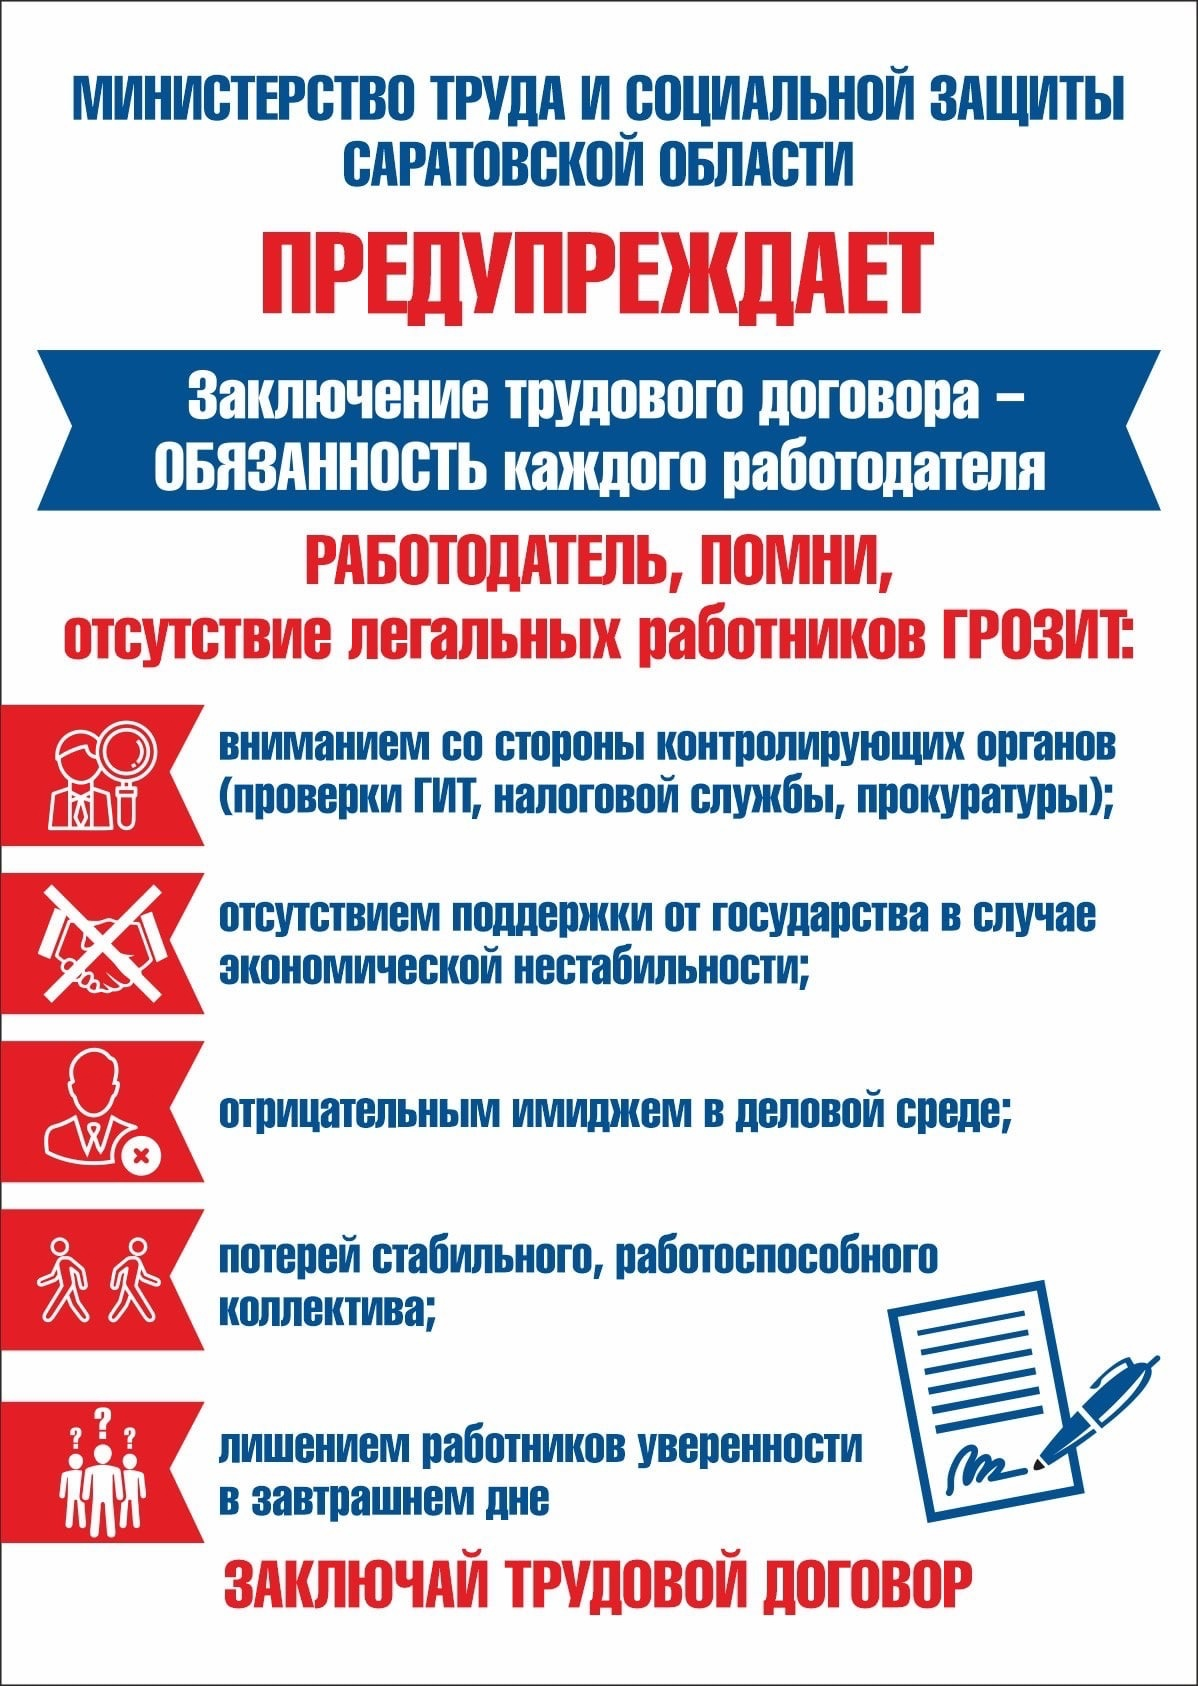 МИНИСТЕРСТВО ТРУДА И СОЦИАЛЬНОЙ ЗАЩИТЫ
САРАТОВСКОЙ ОБЛАСТИ
ПРЕДУПРЕЖДАЕТ
Заключение трудового договора –
ОБЯЗАННОСТЬ каждого работодателя
РАБОТОДАТЕЛЬ, ПОМНИ,
отсутствие легальных работников ГРОЗИТ:
вниманием со стороны контролирующих органов
(проверки ГИТ, налоговой службы, прокуратуры);
отсутствием поддержки от государства в случае
экономической нестабильности;
отрицательным имиджем в деловой среде;
потерей стабильного, работоспособного
коллектива;
? ? ?
лишением работников уверенности
в завтрашнем дне
ЗАКЛЮЧАЙ ТРУДОВОЙ ДОГОВОР